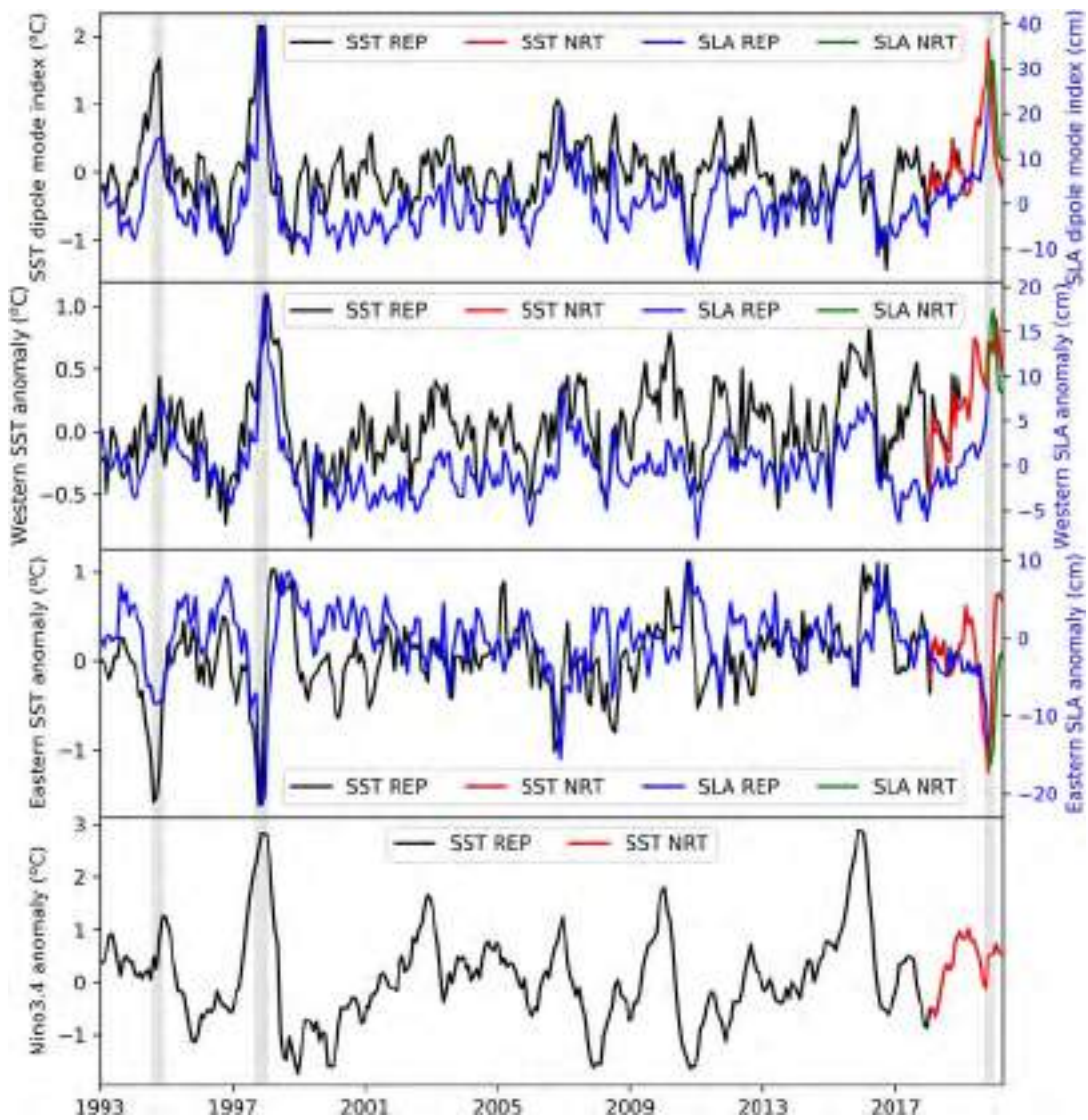 SST dipole mode index (°C)
2
1
0
−1
SST REP SST NRT SLA REP SLA NRT
40
30
20
10
0
−10
SLA dipole mode index (cm)
Western SST anomaly (°C)
1.0
0.5
0.0
−0.5
SST REP SST NRT SLA REP SLA NRT
20
15
10
5
0
−5
Western SLA anomaly (cm)
Eastern SST anomaly (°C)
1
0
−1
SST REP SST NRT SLA REP SLA NRT
10
0
−10
−20
Eastern SLA anomaly (cm)
Nino3.4 anomaly (°C)
3
2
1
0
−1
SST REP SST NRT
1993 1997 2001 2005 2009 2013 2017